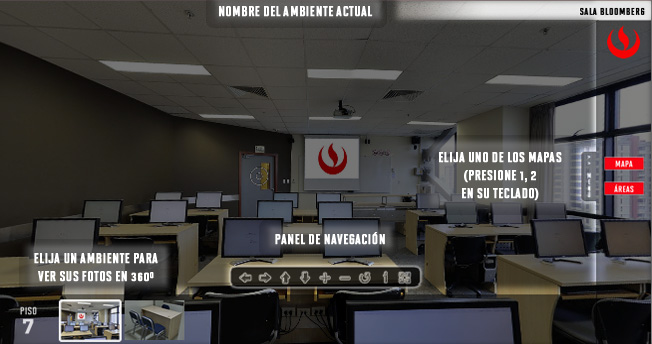 NOMBRE DEL AMBIENTE ACTUAL
SALA BLOOMBERG
ELIJA UNO DE LOS MAPAS
(PRESIONE 1, 2
EN SU TECLADO)
MAPA
ÁREAS
PANEL DE NAVEGACIÓN
ELIJA UN AMBIENTE PARA
VER SUS FOTOS EN 360º
PISO
7